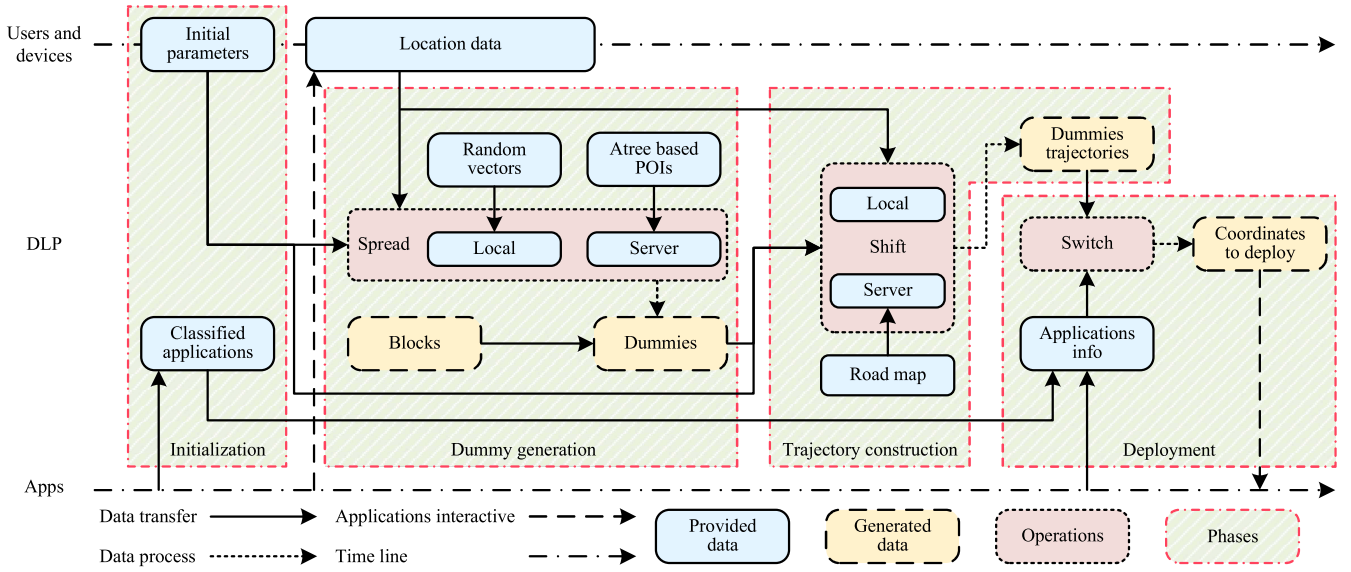 Users and
devices
Initial
parameters
Location data
Random
vectors
Atree based
POIs
Dummies
trajectories
Local
DLP
Spread
Local
Server
Shift
Switch
Coordinates
to deploy
Server
Classified
applications
Blocks
Dummies
Applications
info
Road map
Initialization
Dummy generation
Trajectory construction
Deployment
Apps
Data transfer
Applications interactive
Provided
data
Generated
data
Operations
Phases
Data process
Time line